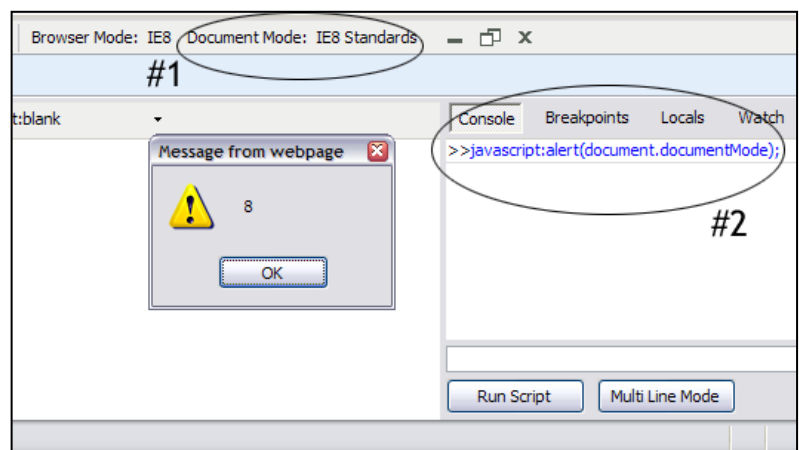 Browser Mode: IE8 Document Mode: IE8 Standards
#1
t:blank
Console Breakpoints Locals Watch
Message from webpage
>>javascript:alert(document.documentMode);
8
#2
OK
Run Script Multi Line Mode